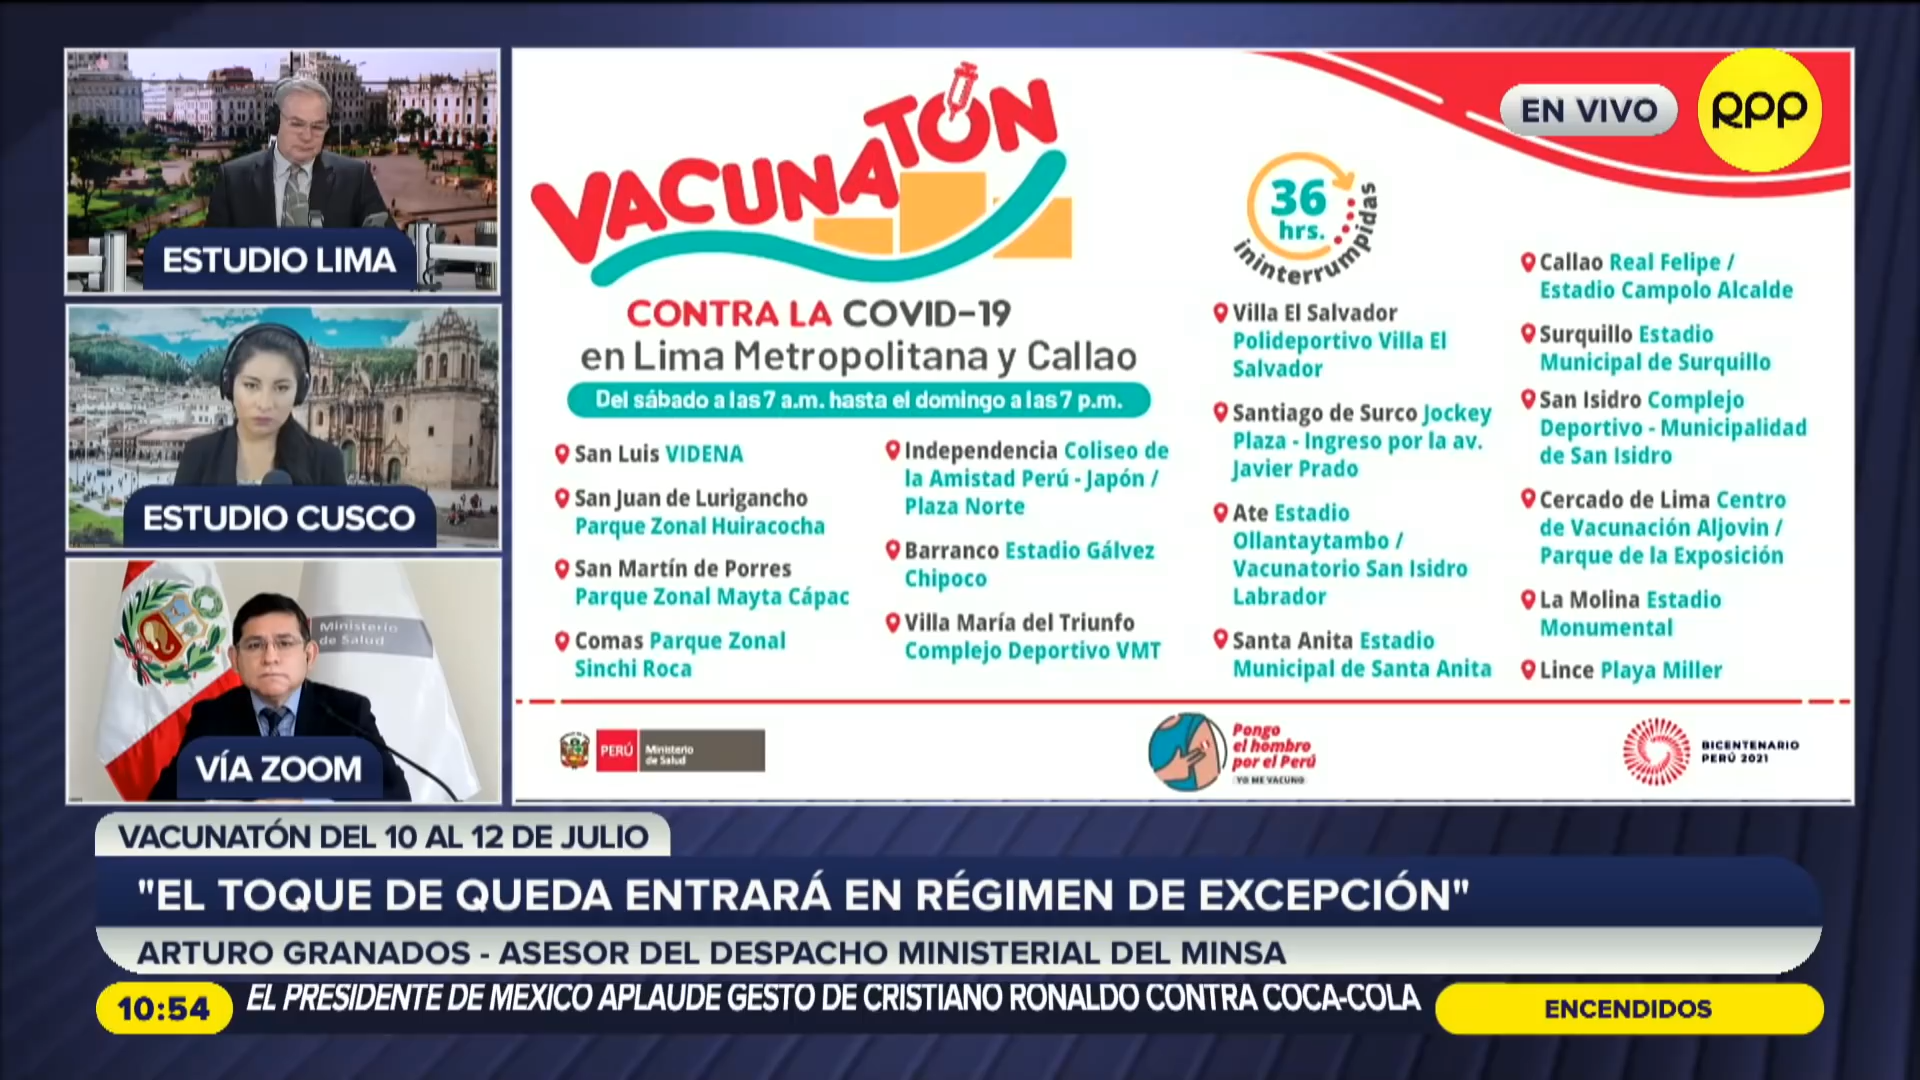 ESTUDIO LIMA
ESTUDIO CUSCO
Ministerio
de Salud
VÍA ZOOM
VACUNATÓN
CONTRA LA COVID-19
en Lima Metropolitana y Callao
Del sábado a las 7 a.m. hasta el domingo a las 7 p.m.
San Luis VIDENA
San Juan de Lurigancho
Parque Zonal Huiracocha
San Martín de Porres
Parque Zonal Mayta Cápac
Comas Parque Zonal
Sinchi Roca
Independencia Coliseo de
la Amistad Perú - Japón /
Plaza Norte
Barranco Estadio Gálvez
Chipoco
Villa María del Triunfo
Complejo Deportivo VMT
36
hrs.
ininterrumpidas
Villa El Salvador
Polideportivo Villa El
Salvador
Santiago de Surco Jockey
Plaza - Ingreso por la av.
Javier Prado
Ate Estadio
Ollantaytambo /
Vacunatorio San Isidro
Labrador
Santa Anita Estadio
Municipal de Santa Anita
EN VIVO
rpp
Callao Real Felipe /
Estadio Campolo Alcalde
Surquillo Estadio
Municipal de Surquillo
San Isidro Complejo
Deportivo - Municipalidad
de San Isidro
Cercado de Lima Centro
de Vacunación Aljovin /
Parque de la Exposición
La Molina Estadio
Monumental
Lince Playa Miller
PERÚ
Ministerio
de Salud
Pongo
el hombro
por el Perú
YO ME VACUNO
BICENTENARIO
PERÚ 2021
VACUNATÓN DEL 10 AL 12 DE JULIO
"EL TOQUE DE QUEDA ENTRARÁ EN RÉGIMEN DE EXCEPCIÓN"
ARTURO GRANADOS - ASESOR DEL DESPACHO MINISTERIAL DEL MINSA
10:54
EL PRESIDENTE DE MEXICO APLAUDE GESTO DE CRISTIANO RONALDO CONTRA COCA-COLA
ENCENDIDOS